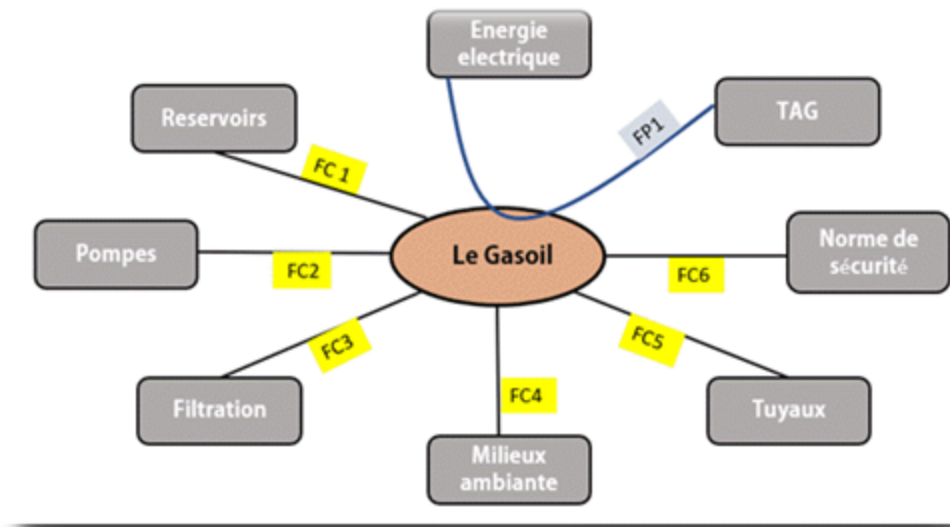 Energie
electrique
TAG
FP1
Reservoirs
FC 1
Pompes
FC2
Le Gasoil
FC6
Norme de
sécurité
FC3
FC5
Filtration
FC4
Tuyaux
Milieux
ambiante